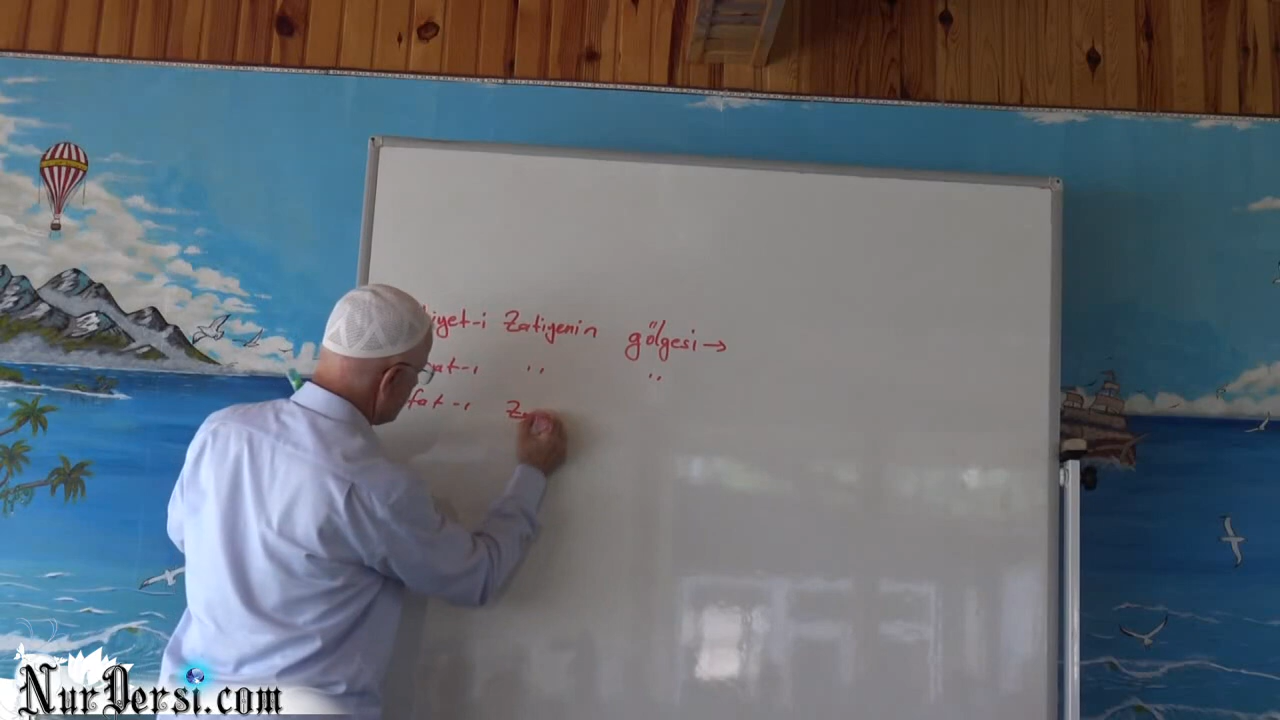 iyet-i Zatiyenin gölgesi →
at-ı " "
fat-ı
NurDersi.com